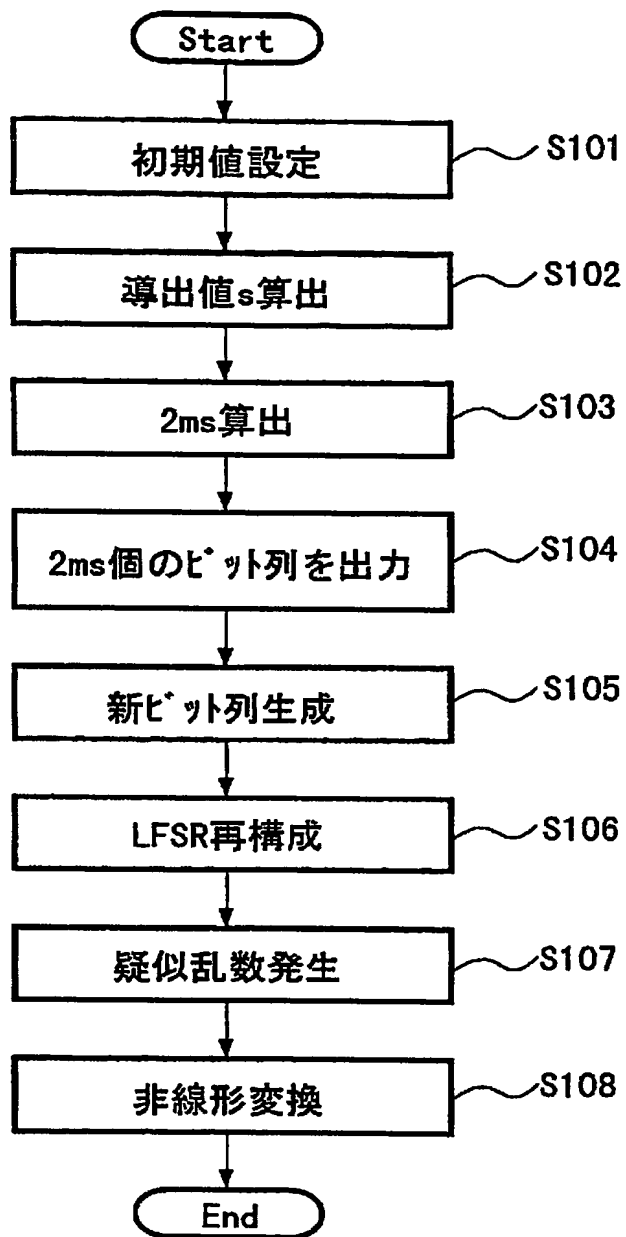 Start
初期値設定
S101
導出値s算出
S102
2ms算出
S103
2ms個のビット列を出力
S104
新ビット列生成
S105
LFSR再構成
S106
疑似乱数発生
S107
非線形変換
S108
End